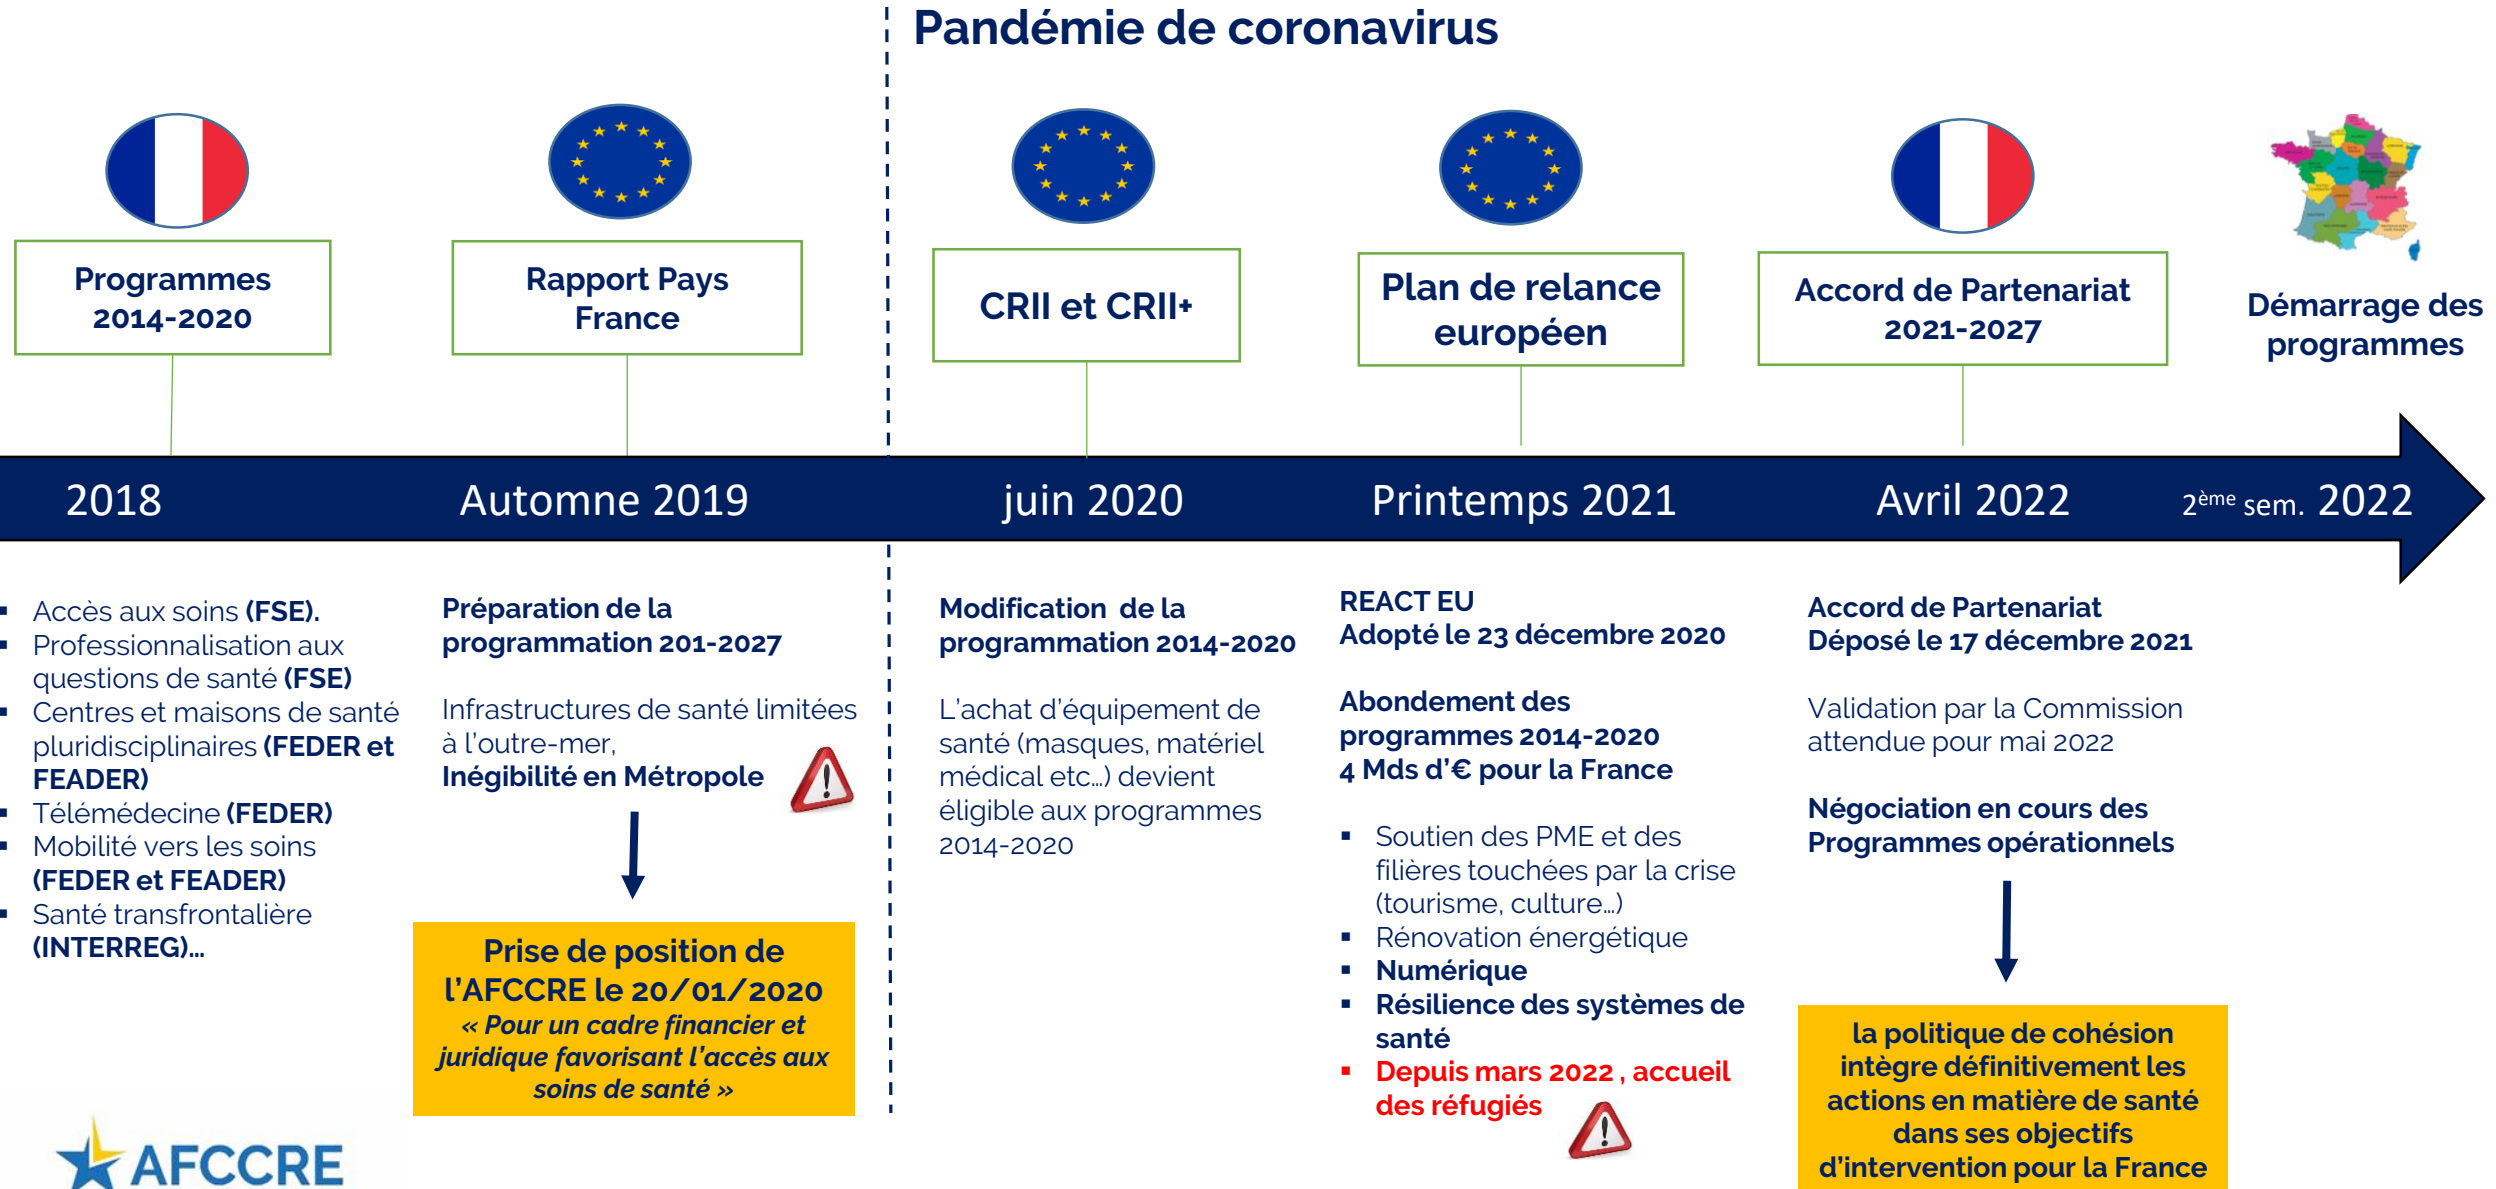 Pandémie de coronavirus
Programmes
2014-2020
Rapport Pays
France
CRII et CRII+
Plan de relance
européen
Accord de Partenariat
2021-2027
Démarrage des
programmes
2018
Automne 2019
juin 2020
Printemps 2021
Avril 2022
2ème sem. 2022
▪ Accès aux soins (FSE).
▪ Professionnalisation aux
questions de santé (FSE)
▪ Centres et maisons de santé
pluridisciplinaires (FEDER et
FEADER)
▪ Télémédecine (FEDER)
▪ Mobilité vers les soins
(FEDER et FEADER)
▪ Santé transfrontalière
(INTERREG)…
Préparation de la
programmation 201-2027
Infrastructures de santé limitées
à l'outre-mer,
Inégibilité en Métropole
Prise de position de
l'AFCCRE le 20/01/2020
« Pour un cadre financier et
juridique favorisant l'accès aux
soins de santé »
Modification de la
programmation 2014-2020
L'achat d'équipement de
santé (masques, matériel
médical etc…) devient
éligible aux programmes
2014-2020
REACT EU
Adopté le 23 décembre 2020
Abondement des
programmes 2014-2020
4 Mds d'€ pour la France
▪ Soutien des PME et des
filières touchées par la crise
(tourisme, culture…)
▪ Rénovation énergétique
▪ Numérique
▪ Résilience des systèmes de
santé
▪ Depuis mars 2022 , accueil
des réfugiés
Accord de Partenariat
Déposé le 17 décembre 2021
Validation par la Commission
attendue pour mai 2022
Négociation en cours des
Programmes opérationnels
la politique de cohésion
intègre définitivement les
actions en matière de santé
dans ses objectifs
d'intervention pour la France
AFCCRE